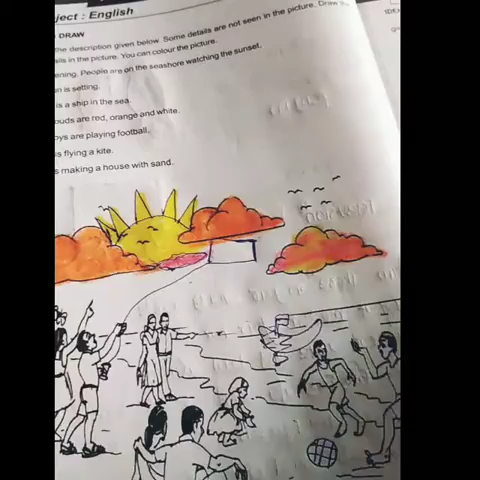 ject : English
DRAW
the description given below. Some details are not seen in the picture. Draw
ils in the picture. You can colour the picture.
ening. People are on the seashore watching the sunset.
n is setting.
is a ship in the sea.
ouds are red, orange and white.
oys are playing football.
is flying a kite.
s making a house with sand.
IDE